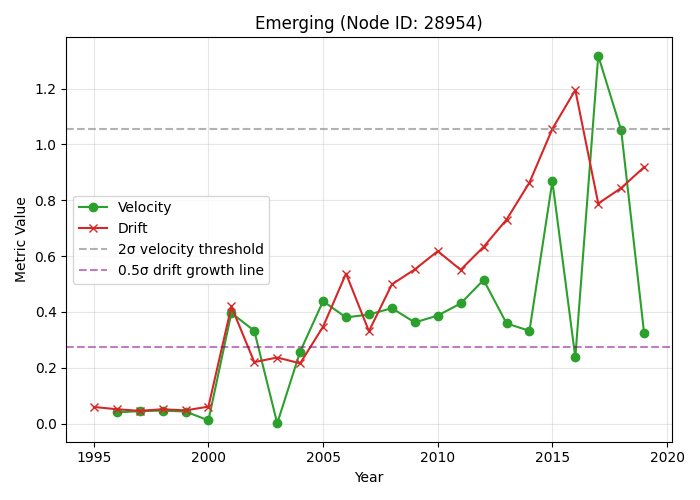 Emerging (Node ID: 28954)
Metric Value
1.2
1.0
0.8
0.6
0.4
0.2
0.0
Velocity
Drift
2σ velocity threshold
0.5σ drift growth line
1995 2000 2005 2010 2015 2020
Year